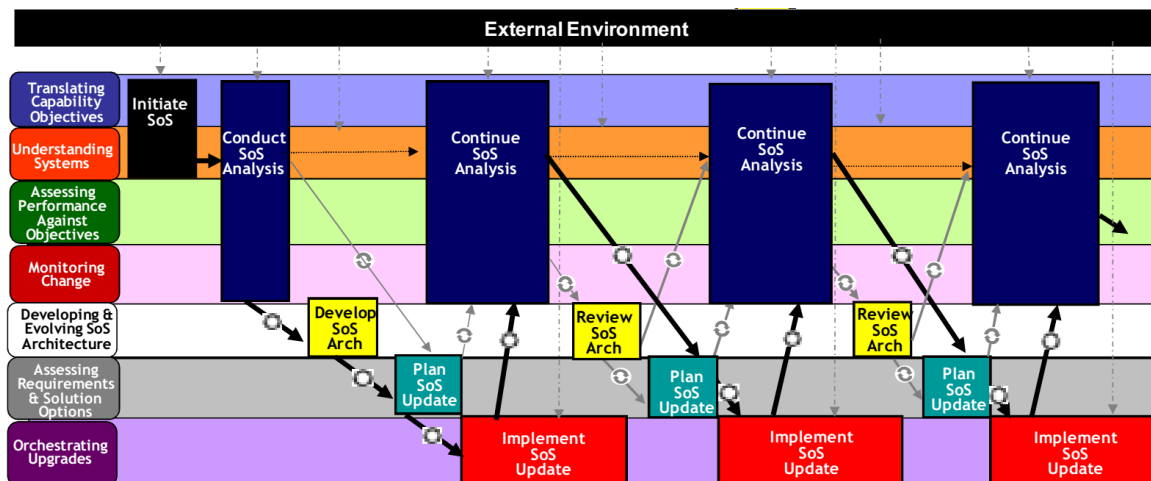 External Environment
Translating
Capability
Objectives
Initiate
SoS
Conduct
SoS
Analysis
Continue
SoS
Analysis
Continue
SoS
Analysis
Continue
SoS
Analysis
Understanding
Systems
Assessing
Performance
Against
Objectives
Monitoring
Change
Developing &
Evolving SoS
Architecture
Develop
SoS
Arch
Review
SoS
Arch
Review
SoS
Arch
Assessing
Requirements
& Solution
Options
Plan
SoS
Update
Plan
SoS
Update
Plan
SoS
Update
Orchestrating
Upgrades
Implement
SoS
Update
Implement
SoS
Update
Implement
SoS
Update